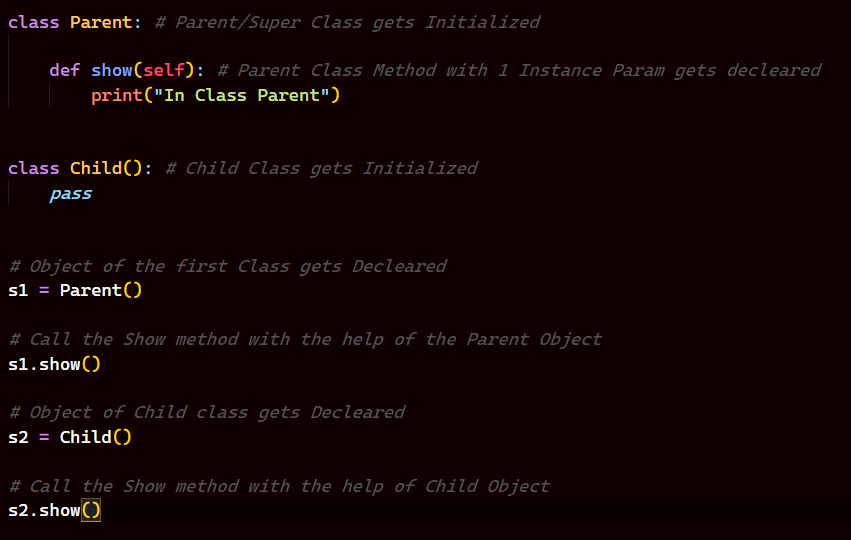 class Parent: # Parent/Super Class gets Initialized
def show(self): # Parent Class Method with 1 Instance Param gets decleared
print("In Class Parent")
class Child(): # Child Class gets Initialized
pass
# Object of the first Class gets Decleared
s1 = Parent()
# Call the Show method with the help of the Parent Object
s1.show()
# Object of Child class gets Decleared
s2 = Child()
# Call the Show method with the help of Child Object
s2.show()